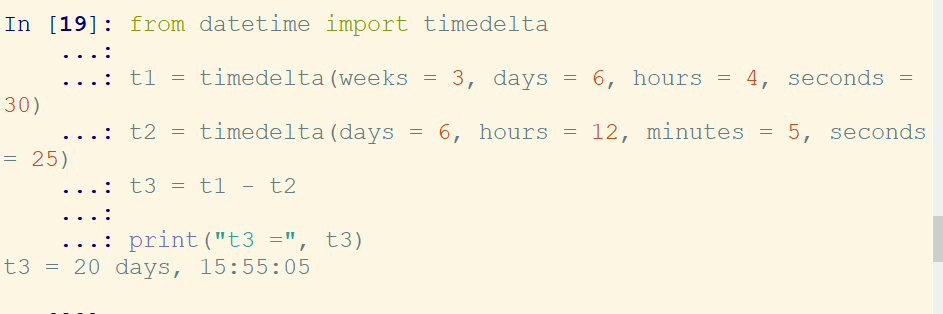 In [19]: from datetime import timedelta
...:
...: t1 = timedelta(weeks = 3, days = 6, hours = 4, seconds =
30)
...: t2 = timedelta(days = 6, hours = 12, minutes = 5, seconds
= 25)
...: t3 = t1 - t2
...:
...: print("t3 =", t3)
t3 = 20 days, 15:55:05